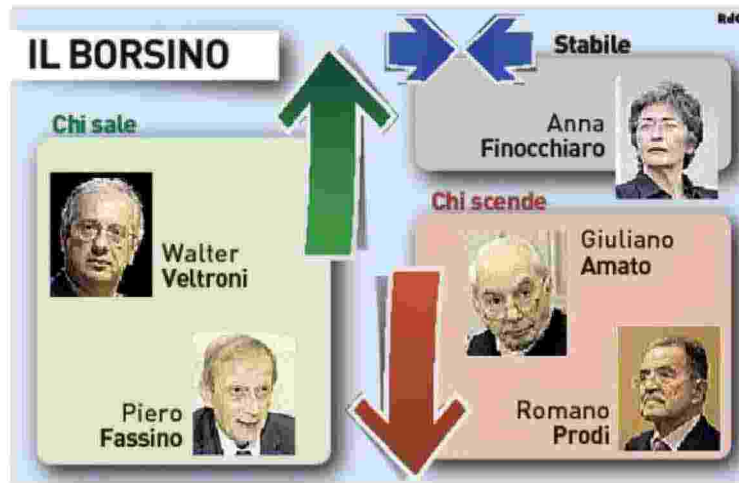 IL BORSINO
Chi sale
Walter
Veltroni
Piero
Fassino
Stabile
Anna
Finocchiaro
Chi scende
Giuliano
Amato
Romano
Prodi